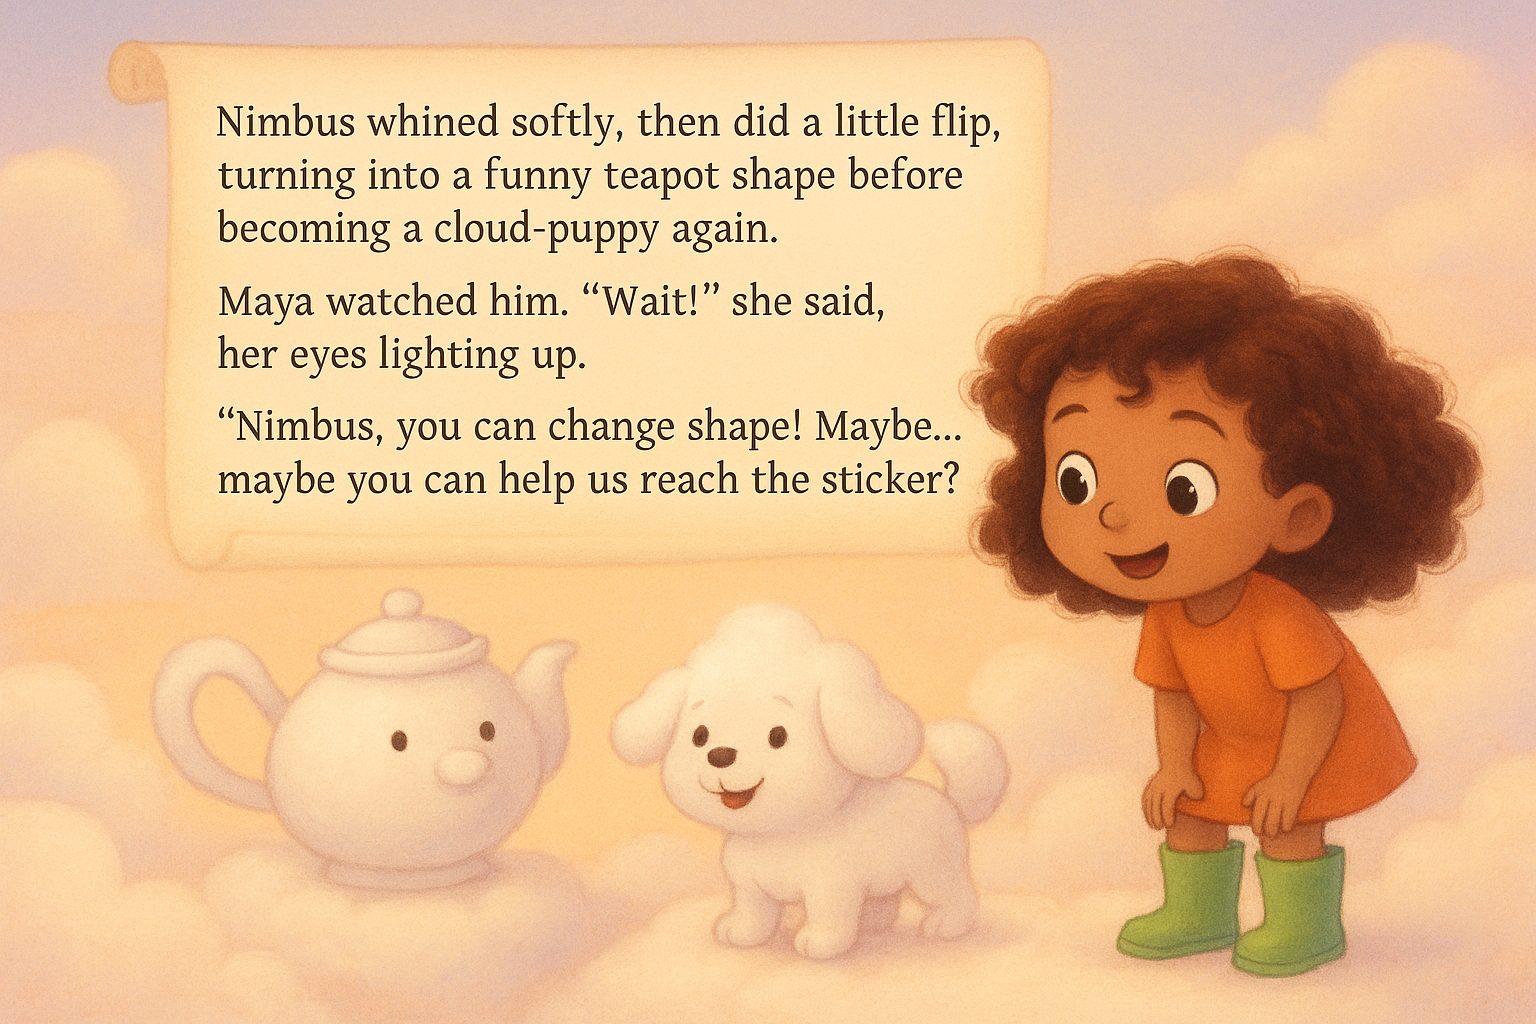 Nimbus whined softly, then did a little flip,
turning into a funny teapot shape before
becoming a cloud-puppy again.
Maya watched him. “Wait!” she said,
her eyes lighting up.
“Nimbus, you can change shape! Maybe...
maybe you can help us reach the sticker?